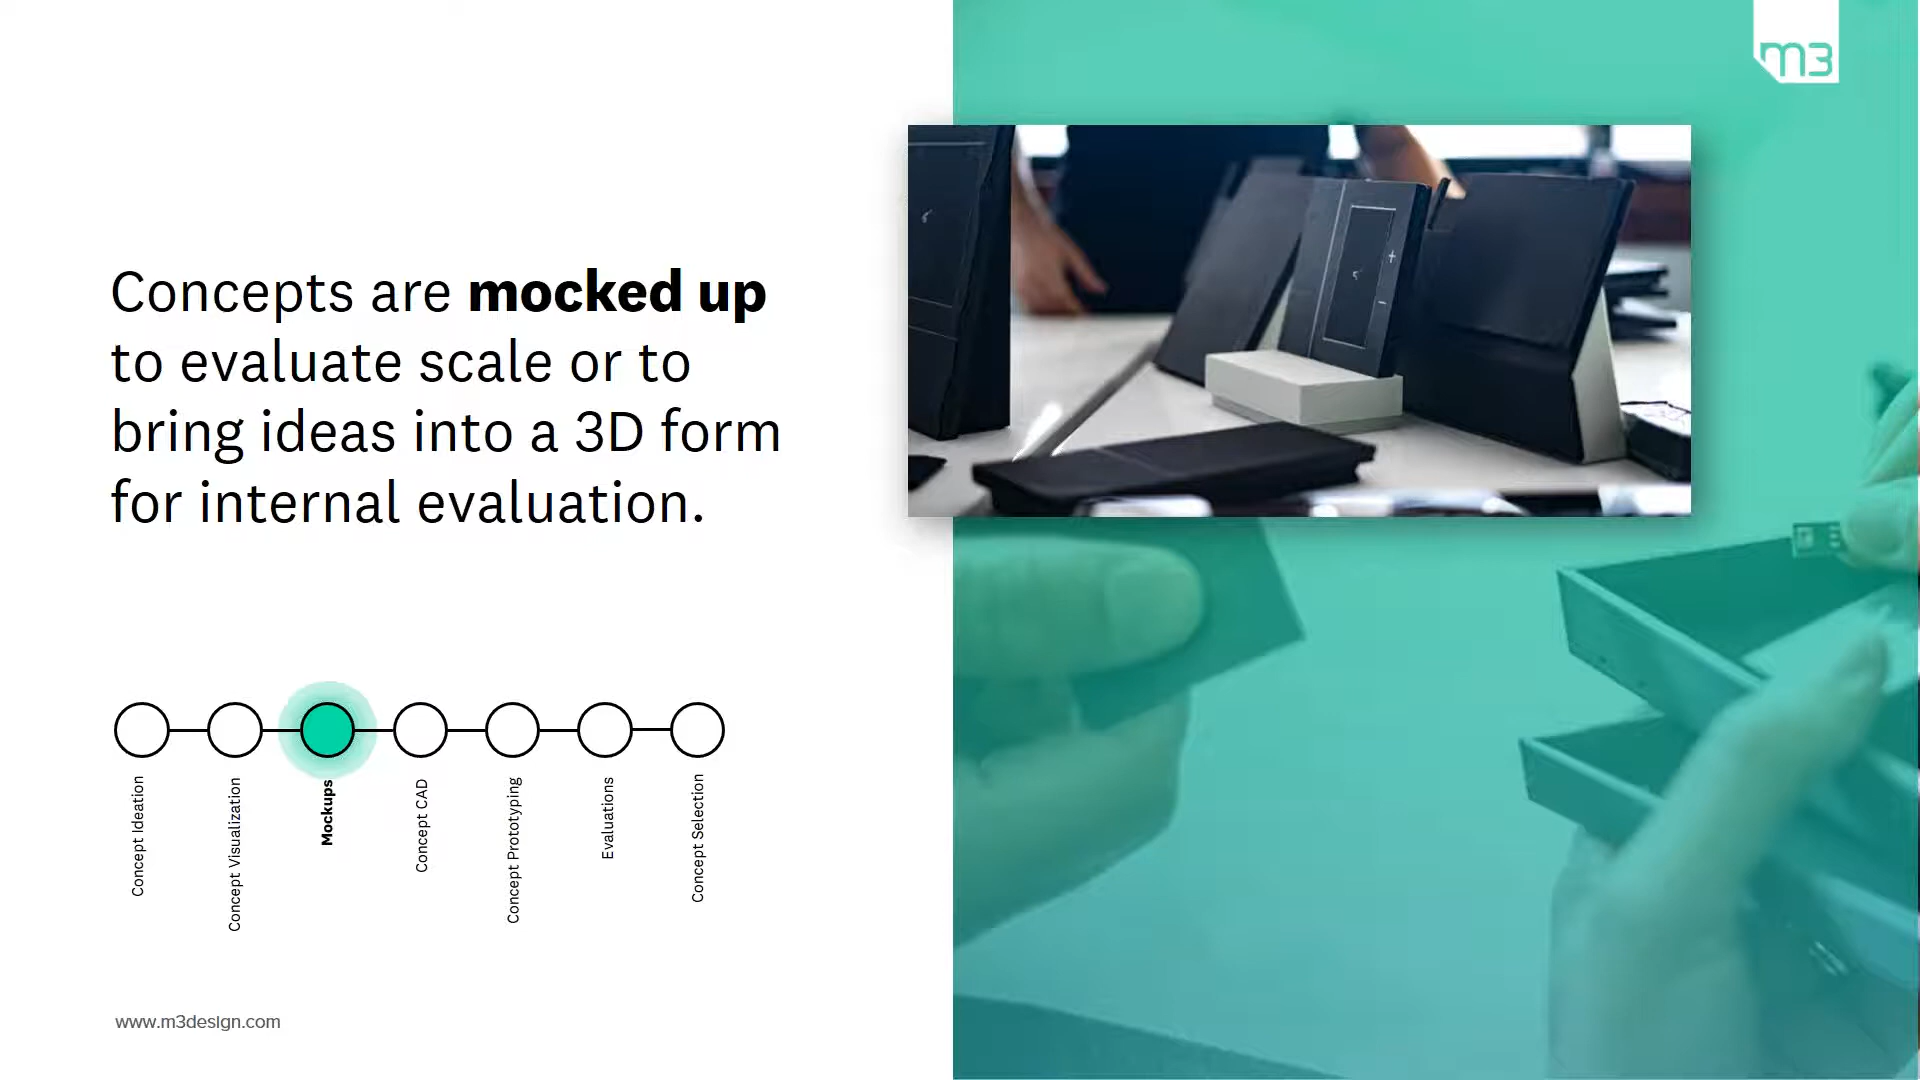 m3
Concepts are mocked up
to evaluate scale or to
bring ideas into a 3D form
for internal evaluation.
Concept Ideation
Concept Visualization
Mockups
Concept CAD
Concept Prototyping
Evaluations
Concept Selection
www.m3design.com